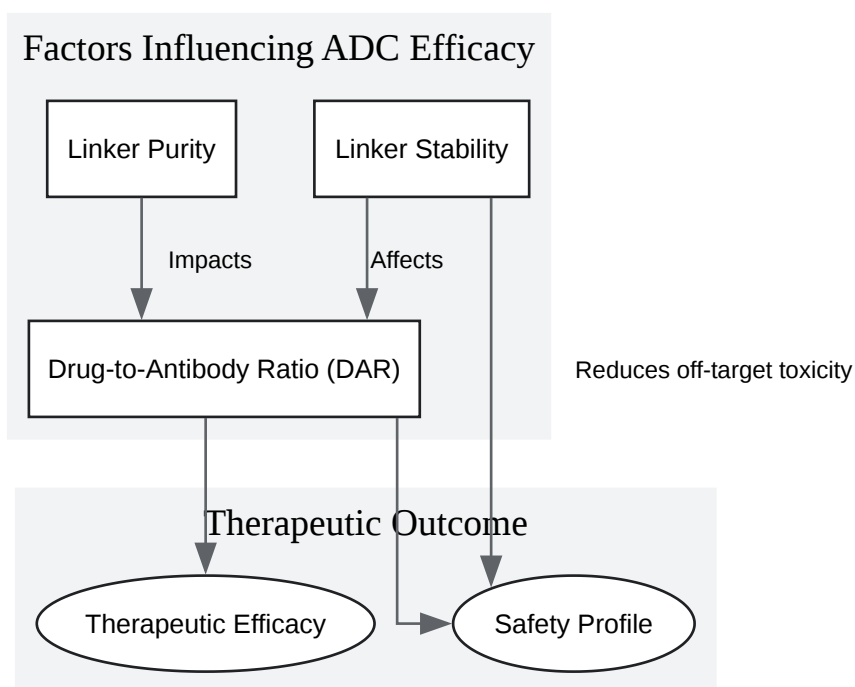 Factors Influencing ADC Efficacy
Linker Purity
Linker Stability
Impacts
Affects
Drug-to-Antibody Ratio (DAR)
Reduces off-target toxicity
Therapeutic Outcome
Therapeutic Efficacy
Safety Profile